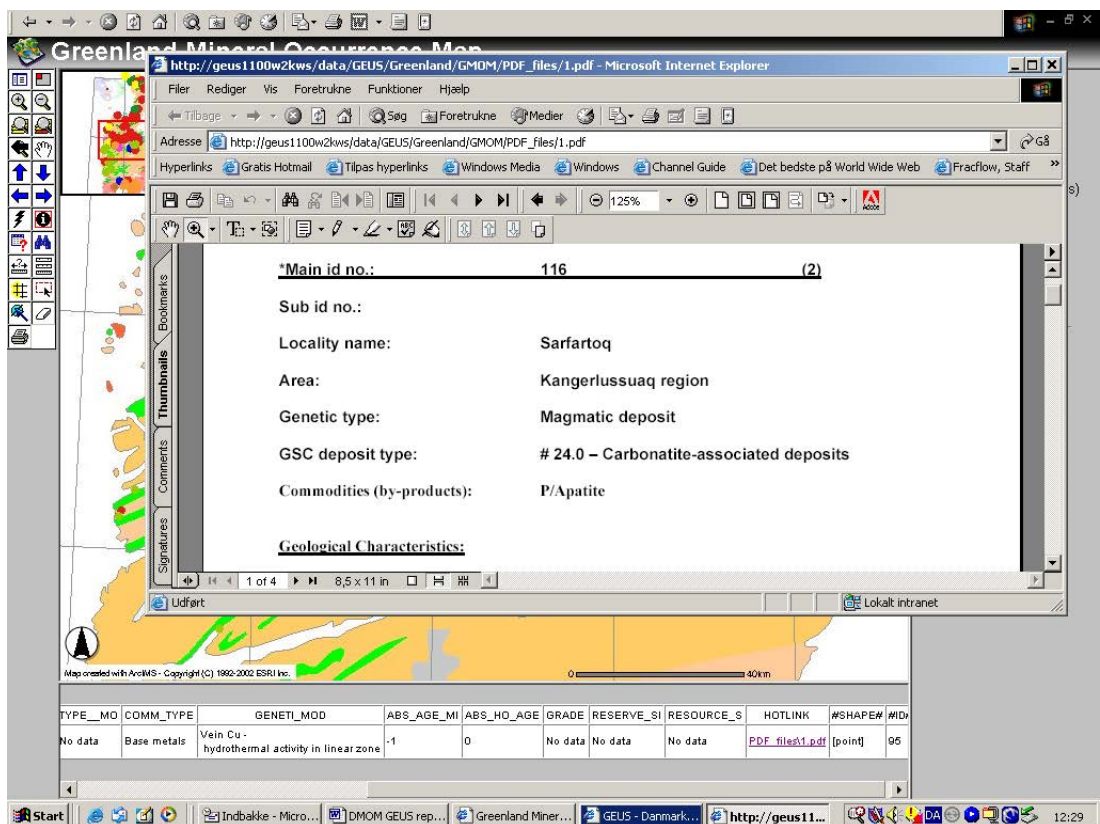 Greenland Mineral Occurrence Map
http://geus1100w2kws/data/GEUS/Greenland/GMOM/PDF_files/1.pdf - Microsoft Internet Explorer
Filer Rediger Vis Foretrukne Funktioner Hjælp
Tilbage Søg Foretrukne Medier
Adresse http://geus1100w2kws/data/GEUS/Greenland/GMOM/PDF_files/1.pdf Gå
Hyperlinks Gratis Hotmail Tilpas hyperlinks Windows Media Windows Channel Guide Det bedste på World Wide Web Fracflow, Staff »
s)
125% Adobe
Bookmarks
Thumbnails
Comments
Signatures
*Main id no.: 116 (2)
Sub id no.:
Locality name: Sarfartoq
Area: Kangerlussuaq region
Genetic type: Magmatic deposit
GSC deposit type: # 24.0 – Carbonatite-associated deposits
Commodities (by-products): P/Apatite
Geological Characteristics:
1 of 4 8,5 x 11 in
Udført Lokalt intranet
Map created with ArcIMS - Copyright (C) 1992-2002 ESRI Inc. 0 40km
TYPE__MO COMM_TYPE GENETI_MOD ABS_AGE_MI ABS_HO_AGE GRADE RESERVE_SI RESOURCE_S HOTLINK #SHAPE# #ID#
No data Base metals Vein Cu - hydrothermal activity in linear zone -1 0 No data No data No data PDF_files\1.pdf [point] 95
Start Indbakke - Micro... DMOM GEUS rep... Greenland Miner... GEUS - Danmark... http://geus11... DA 12:29